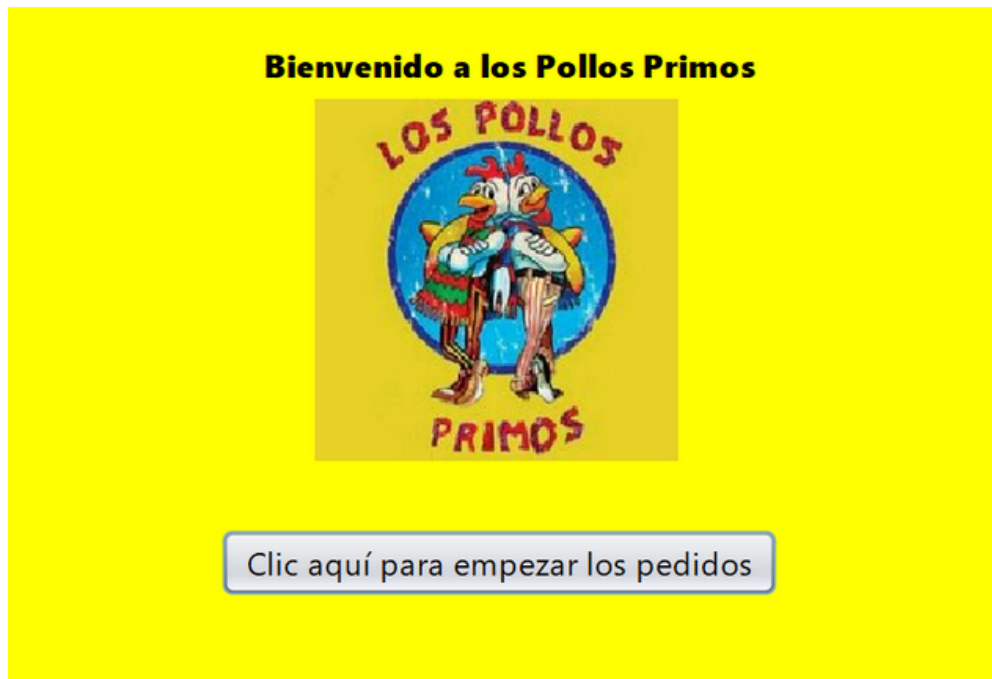 Bienvenido a los Pollos Primos
LOS POLLOS
PRIMOS
Clic aquí para empezar los pedidos